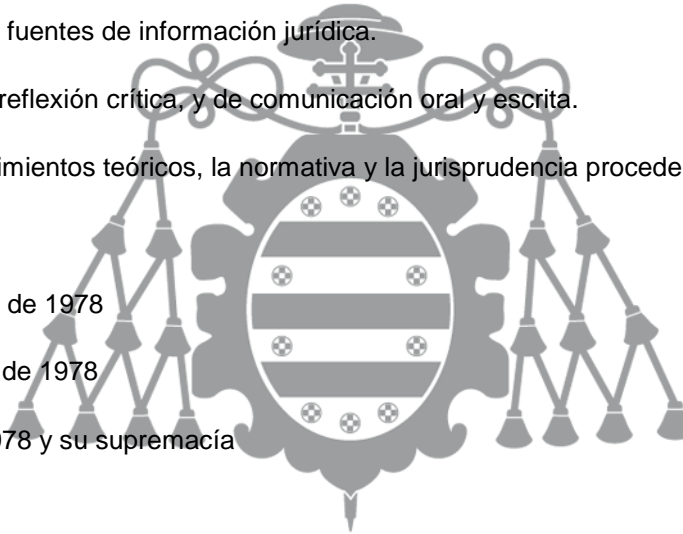 fuentes de información jurídica.
reflexión crítica, y de comunicación oral y escrita.
imientos teóricos, la normativa y la jurisprudencia procede
de 1978
de 1978
978 y su supremacía